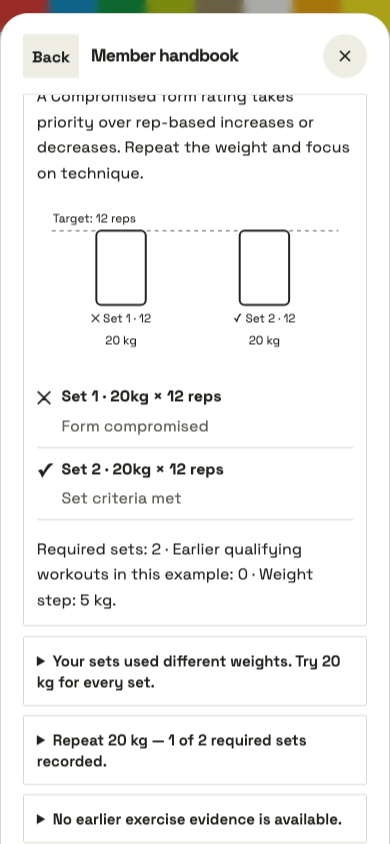 Back
Member handbook
A Compromised form rating takes
priority over rep-based increases or
decreases. Repeat the weight and focus
on technique.
Target: 12 reps
× Set 1 · 12
✓ Set 2 · 12
20 kg
20 kg
Set 1 · 20kg × 12 reps
Form compromised
Set 2 · 20kg × 12 reps
Set criteria met
Required sets: 2 · Earlier qualifying
workouts in this example: 0 · Weight
step: 5 kg.
Your sets used different weights. Try 20
kg for every set.
Repeat 20 kg — 1 of 2 required sets
recorded.
No earlier exercise evidence is available.